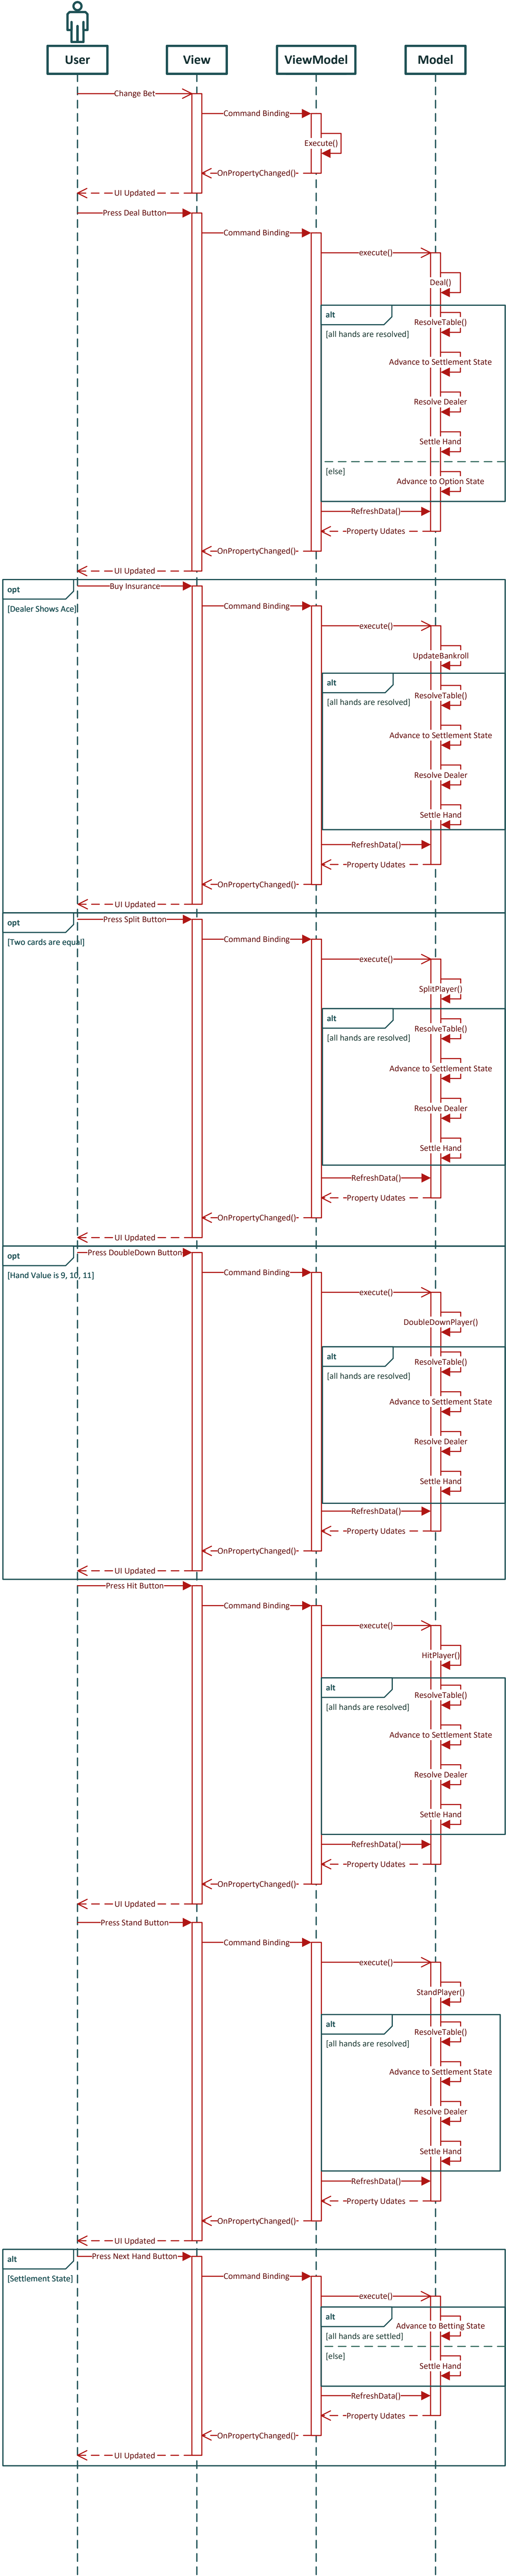 User
View
ViewModel
Model
Change Bet
Command Binding
Execute()
OnPropertyChanged()
UI Updated
Press Deal Button
Command Binding
execute()
Deal()
alt
ResolveTable()
[all hands are resolved]
Advance to Settlement State
Resolve Dealer
Settle Hand
[else]
Advance to Option State
RefreshData()
Property Udates
OnPropertyChanged()
UI Updated
opt
Buy Insurance
[Dealer Shows Ace]
Command Binding
execute()
UpdateBankroll
alt
ResolveTable()
[all hands are resolved]
Advance to Settlement State
Resolve Dealer
Settle Hand
RefreshData()
Property Udates
OnPropertyChanged()
UI Updated
opt
Press Split Button
[Two cards are equal]
Command Binding
execute()
SplitPlayer()
alt
ResolveTable()
[all hands are resolved]
Advance to Settlement State
Resolve Dealer
Settle Hand
RefreshData()
Property Udates
OnPropertyChanged()
UI Updated
opt
Press DoubleDown Button
[Hand Value is 9, 10, 11]
Command Binding
execute()
DoubleDownPlayer()
alt
ResolveTable()
[all hands are resolved]
Advance to Settlement State
Resolve Dealer
Settle Hand
RefreshData()
Property Udates
OnPropertyChanged()
UI Updated
Press Hit Button
Command Binding
execute()
HitPlayer()
alt
ResolveTable()
[all hands are resolved]
Advance to Settlement State
Resolve Dealer
Settle Hand
RefreshData()
Property Udates
OnPropertyChanged()
UI Updated
Press Stand Button
Command Binding
execute()
StandPlayer()
alt
ResolveTable()
[all hands are resolved]
Advance to Settlement State
Resolve Dealer
Settle Hand
RefreshData()
Property Udates
OnPropertyChanged()
UI Updated
alt
Press Next Hand Button
[Settlement State]
Command Binding
execute()
alt
Advance to Betting State
[all hands are settled]
[else]
Settle Hand
RefreshData()
Property Udates
OnPropertyChanged()
UI Updated